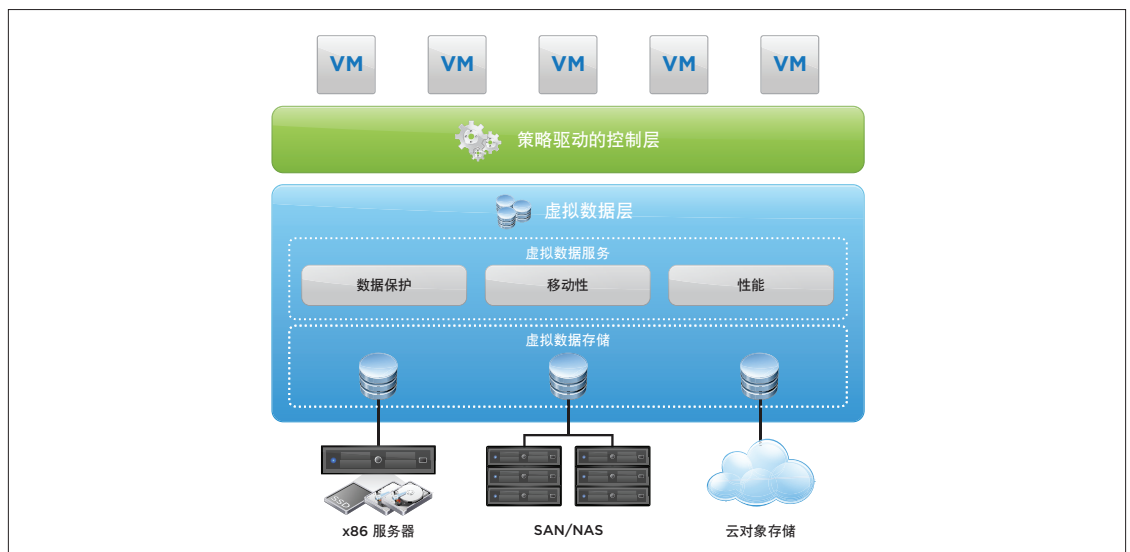 VM VM VM VM VM
策略驱动的控制层
虚拟数据层
虚拟数据服务
数据保护 移动性 性能
虚拟数据存储
SSD
x86 服务器 SAN/NAS 云对象存储